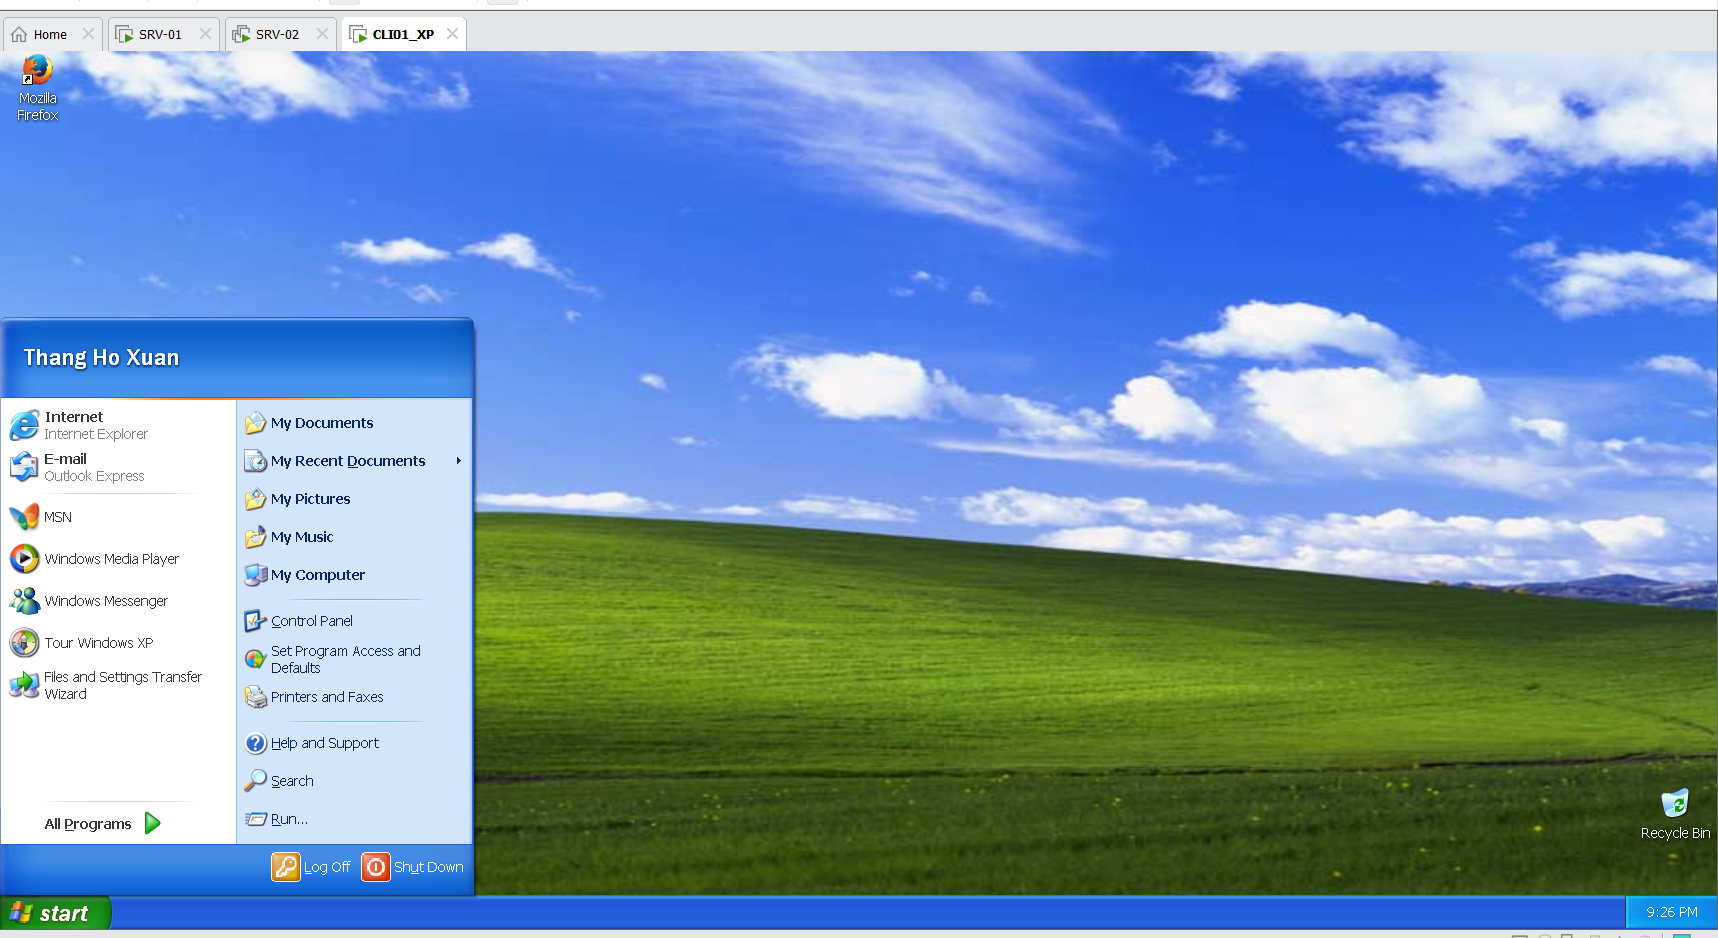 Home
SRV-01
SRV-02
CLI01_XP
Mozilla
Firefox
Thang Ho Xuan
Internet
Internet Explorer
E-mail
Outlook Express
MSN
Windows Media Player
Windows Messenger
Tour Windows XP
Files and Settings Transfer
Wizard
All Programs
My Documents
My Recent Documents
My Pictures
My Music
My Computer
Control Panel
Set Program Access and
Defaults
Printers and Faxes
Help and Support
Search
Run...
Log Off
Shut Down
Recycle Bin
start
9:26 PM